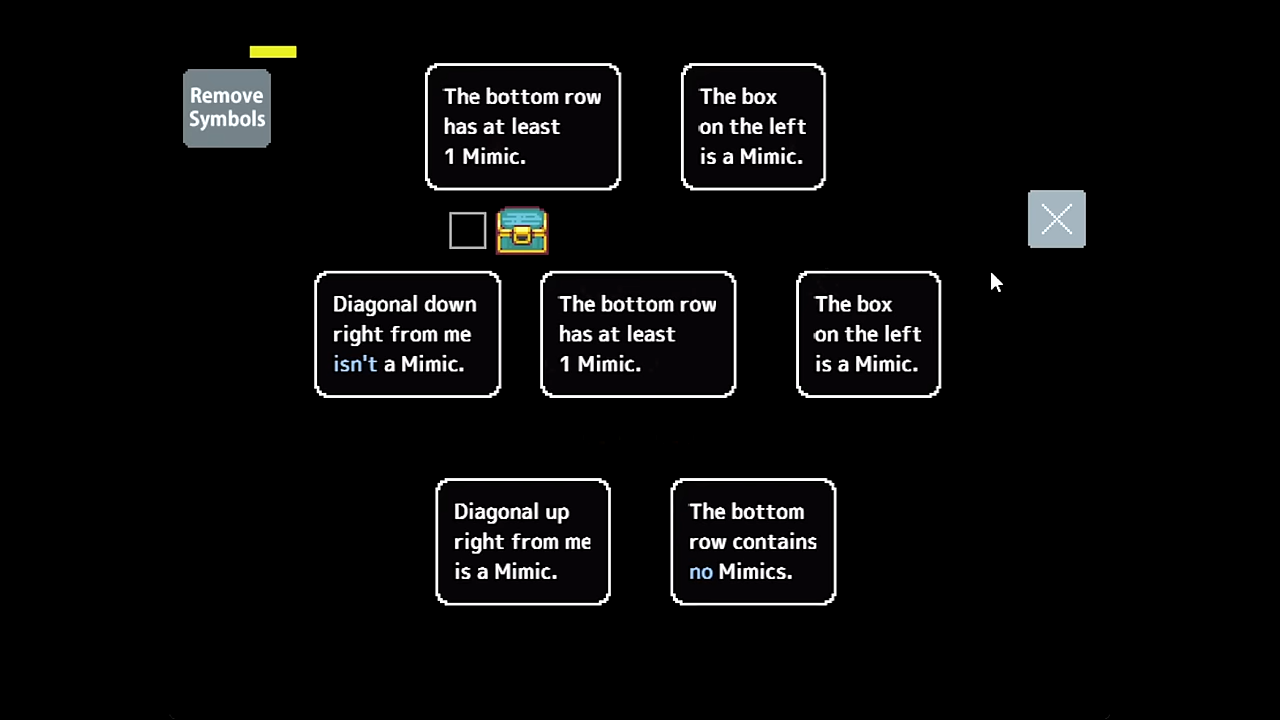 Remove
Symbols
The bottom row
has at least
1 Mimic.
The box
on the left
is a Mimic.
Diagonal down
right from me
isn't a Mimic.
The bottom row
has at least
1 Mimic.
The box
on the left
is a Mimic.
Diagonal up
right from me
is a Mimic.
The bottom
row contains
no Mimics.